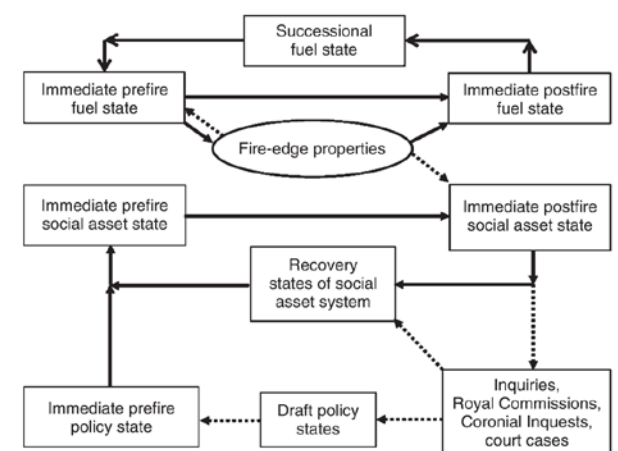 Successional
fuel state
Immediate prefire
fuel state
Immediate postfire
fuel state
Fire-edge properties
Immediate prefire
social asset state
Immediate postfire
social asset state
Recovery
states of social
asset system
Immediate prefire
policy state
Draft policy
states
Inquiries,
Royal Commissions,
Coronial Inquests,
court cases